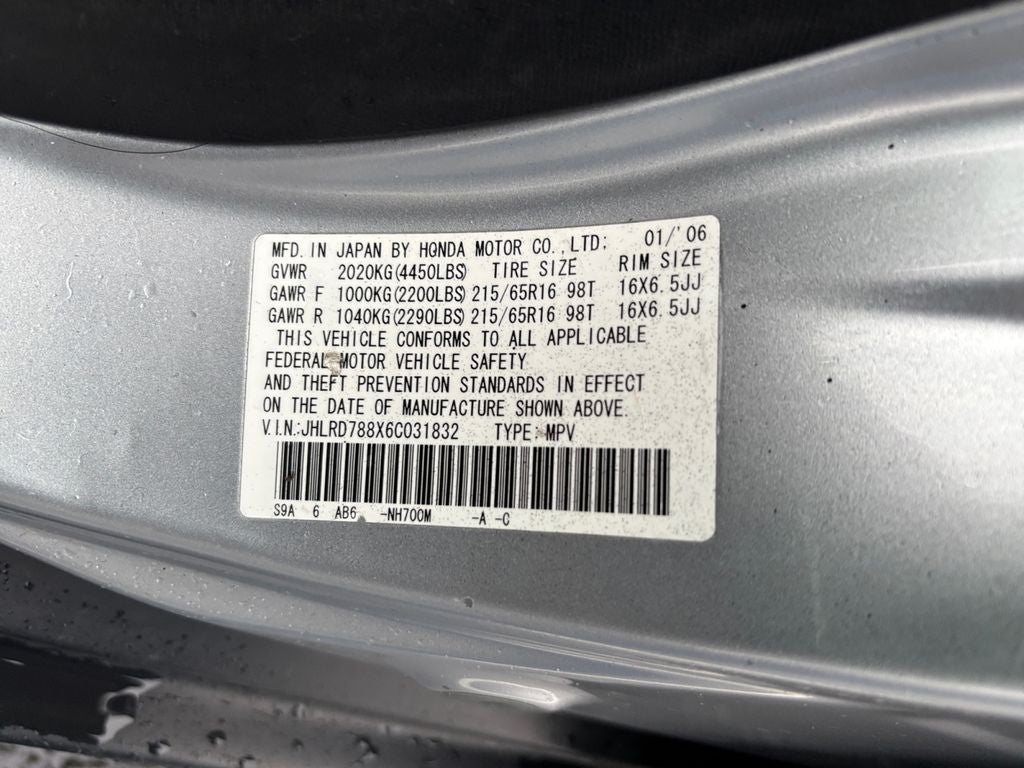 MFD. IN JAPAN BY HONDA MOTOR CO., LTD; 01/'06
GVWR 2020KG(4450LBS) TIRE SIZE RIM SIZE
GAWR F 1000KG(2200LBS) 215/65R16 98T 16X6.5JJ
GAWR R 1040KG(2290LBS) 215/65R16 98T 16X6.5JJ
THIS VEHICLE CONFORMS TO ALL APPLICABLE
FEDERAL MOTOR VEHICLE SAFETY
AND THEFT PREVENTION STANDARDS IN EFFECT
ON THE DATE OF MANUFACTURE SHOWN ABOVE.
V.I.N.:JHLRD788X6C031832 TYPE: MPV
S9A 6 AB6 -NH700M -A -C